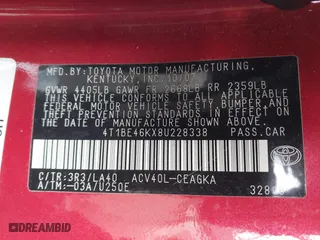 MFD. BY:
TOYOTA MOTOR MANUFACTURING
KENTUCKY, INC. 10/07
GVWR 4405LB GAWR FR 2668LB RR 2359LB
THIS VEHICLE CONFORMS TO ALL APPLICABLE
FEDERAL MOTOR VEHICLE SAFETY, BUMPER, AND
THEFT PREVENTION STANDARDS IN EFFECT ON
THE DATE OF MANUFACTURE SHOWN ABOVE.
4T1BE46KX8U228338 PASS.CAR
C/TR: 3R3/LA40 ACV40L-CEAGKA
A/TM: -03A/U250E
TOYOTA
AutoBidMaster